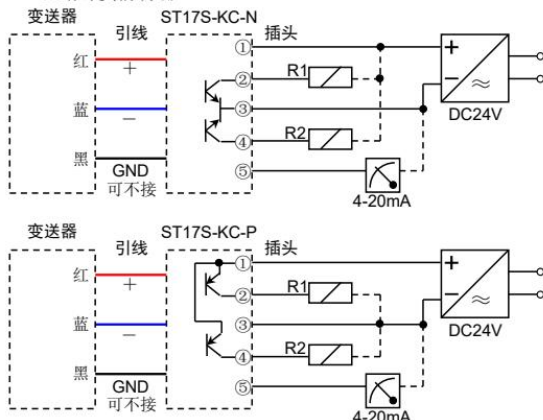 变送器
引线
ST17S-KC-N
插头
红
+
蓝
−
黑
GND
可不接
①
②
③
④
⑤
R1
R2
+
−
≈
DC24V
4-20mA
变送器
引线
ST17S-KC-P
插头
红
+
蓝
−
黑
GND
可不接
①
②
③
④
⑤
R1
R2
+
−
≈
DC24V
4-20mA